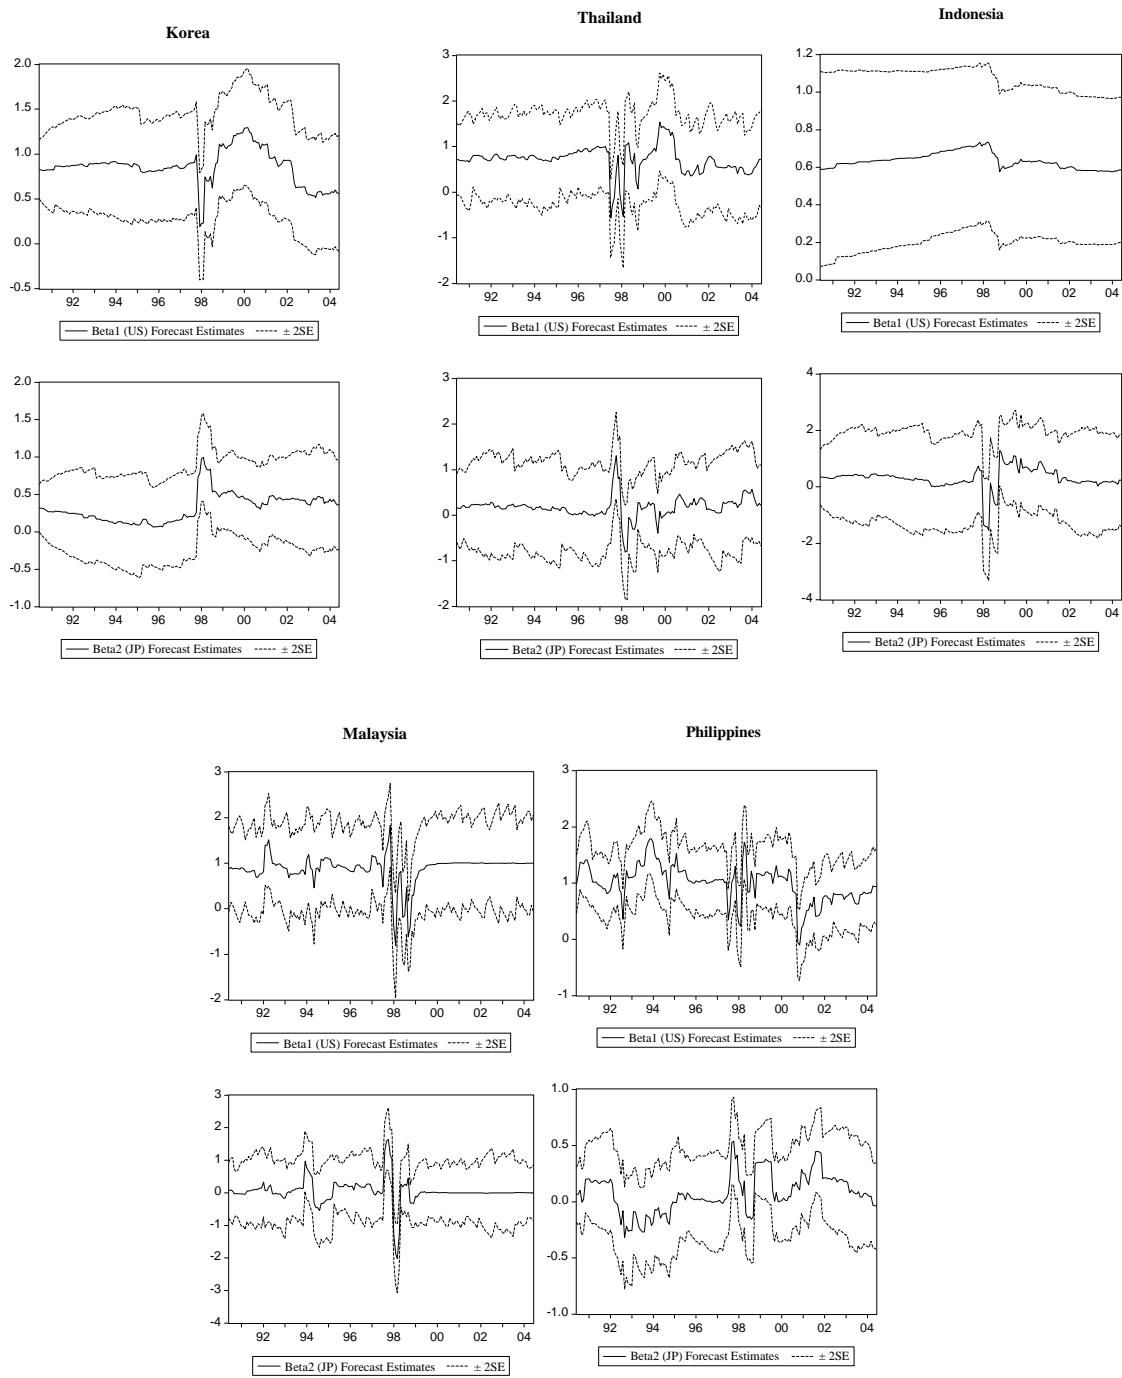 Korea
Thailand
Indonesia
2.0
1.5
1.0
0.5
0.0
-0.5
92 94 96 98 00 02 04
Beta1 (US) Forecast Estimates ± 2SE
3
2
1
0
-1
-2
92 94 96 98 00 02 04
Beta1 (US) Forecast Estimates ± 2SE
1.2
1.0
0.8
0.6
0.4
0.2
0.0
92 94 96 98 00 02 04
Beta1 (US) Forecast Estimates ± 2SE
2.0
1.5
1.0
0.5
0.0
-0.5
-1.0
92 94 96 98 00 02 04
Beta2 (JP) Forecast Estimates ± 2SE
3
2
1
0
-1
-2
92 94 96 98 00 02 04
Beta2 (JP) Forecast Estimates ± 2SE
4
2
0
-2
-4
92 94 96 98 00 02 04
Beta2 (JP) Forecast Estimates ± 2SE
Malaysia
Philippines
3
2
1
0
-1
-2
92 94 96 98 00 02 04
Beta1 (US) Forecast Estimates ± 2SE
3
2
1
0
-1
92 94 96 98 00 02 04
Beta1 (US) Forecast Estimates ± 2SE
3
2
1
0
-1
-2
-3
-4
92 94 96 98 00 02 04
Beta2 (JP) Forecast Estimates ± 2SE
1.0
0.5
0.0
-0.5
-1.0
92 94 96 98 00 02 04
Beta2 (JP) Forecast Estimates ± 2SE